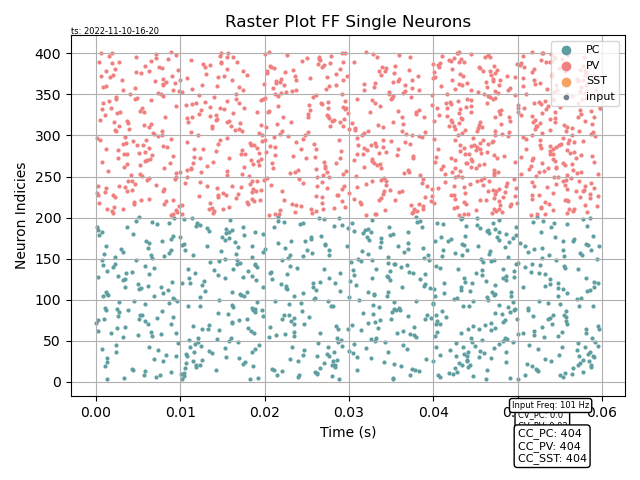 Raster Plot FF Single Neurons
ts: 2022-11-10-16-20
PC
PV
SST
Input
Neuron Indicies
400
350
300
250
200
150
100
50
0
0.00 0.01 0.02 0.03 0.04 0.06
Time (s)
Input Freq: 101 Hz
CV_PC: 0.0
CC_PC: 404
CC_PV: 404
CC_SST: 404